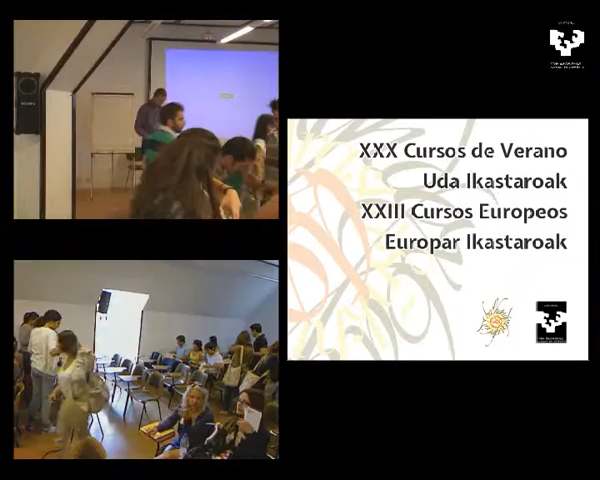 XXX Cursos de Verano
Uda Ikastaroak
XXIII Cursos Europeos
Europar Ikastaroak